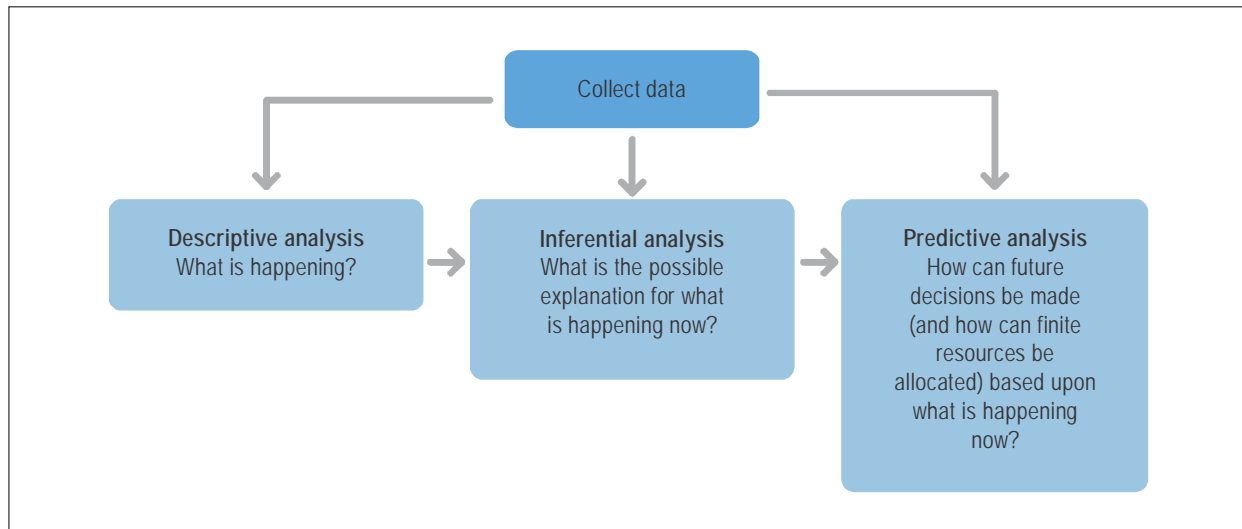 Collect data
Descriptive analysis
What is happening?
Inferential analysis
What is the possible
explanation for what
is happening now?
Predictive analysis
How can future
decisions be made
(and how can finite
resources be
allocated) based upon
what is happening
now?